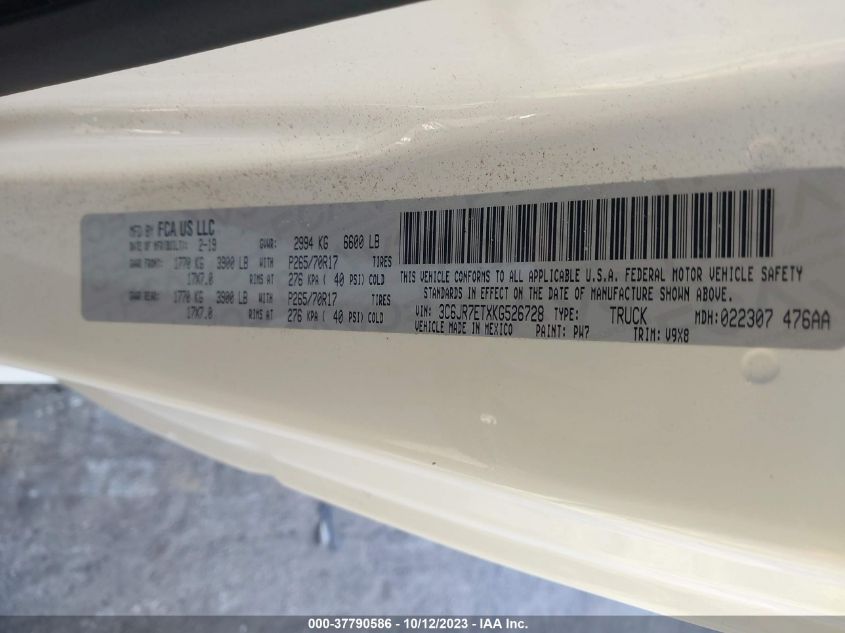 MFD BY FCA US LLC
DATE OF MFR/BUILT: 2-19 GVWR: 2994 KG 6600 LB
GAWR FRONT: 1770 KG 3900 LB WITH P265/70R17 TIRES
17X7.0 RIMS AT 276 KPA ( 40 PSI) COLD
GAWR REAR: 1770 KG 3900 LB WITH P265/70R17 TIRES
17X7.0 RIMS AT 276 KPA ( 40 PSI) COLD
THIS VEHICLE CONFORMS TO ALL APPLICABLE U.S.A. FEDERAL MOTOR VEHICLE SAFETY
STANDARDS IN EFFECT ON THE DATE OF MANUFACTURE SHOWN ABOVE.
VIN: 3C6JR7ETXKG526728 TYPE: TRUCK MDH: 022307 476AA
VEHICLE MADE IN MEXICO PAINT: PW7 TRIM: V9X8
000-37790586 - 10/12/2023 - IAA Inc.